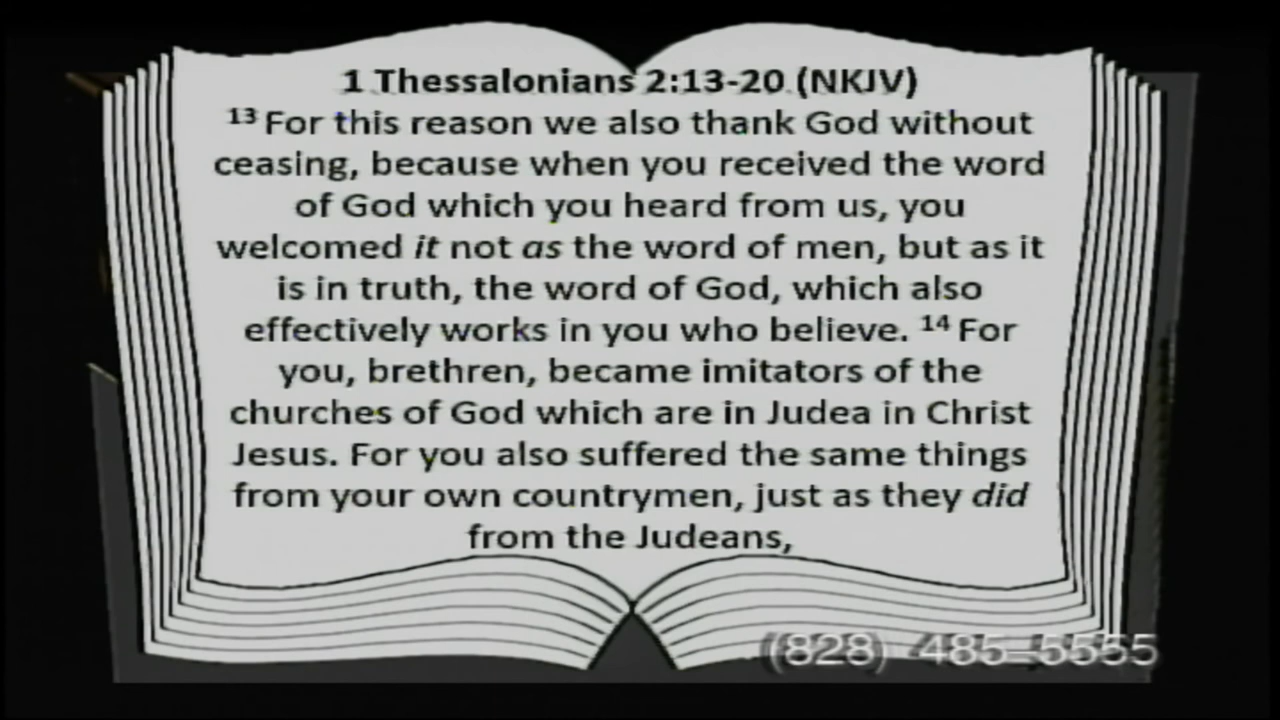 1 Thessalonians 2:13-20 (NKJV)
13 For this reason we also thank God without
ceasing, because when you received the word
of God which you heard from us, you
welcomed it not as the word of men, but as it
is in truth, the word of God, which also
effectively works in you who believe. 14 For
you, brethren, became imitators of the
churches of God which are in Judea in Christ
Jesus. For you also suffered the same things
from your own countrymen, just as they did
from the Judeans,
(828) 485-5555